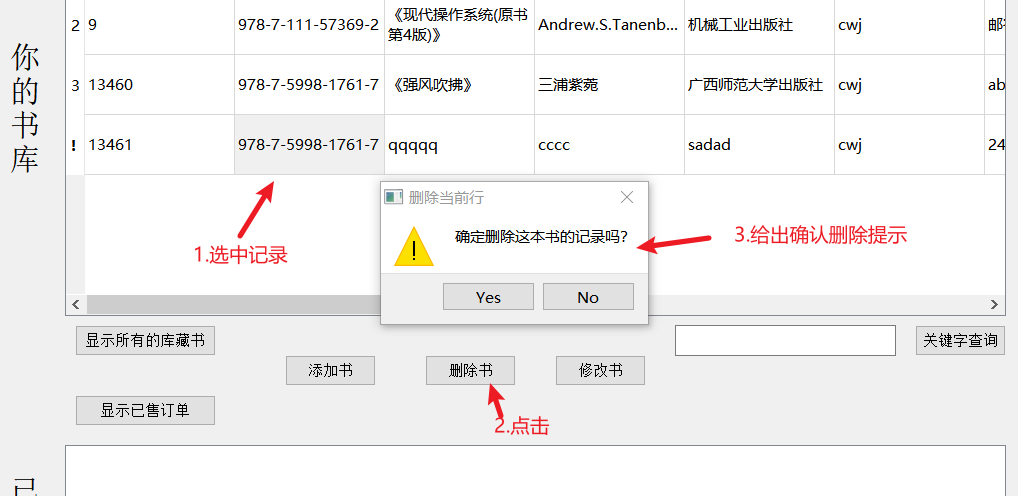 你的书库
2 9 978-7-111-57369-2 《现代操作系统(原书第4版)》 Andrew.S.Tanenb... 机械工业出版社 cwj
3 13460 978-7-5998-1761-7 《强风吹拂》 三浦紫菀 广西师范大学出版社 cwj ab
! 13461 978-7-5998-1761-7 qqqqq cccc sadad cwj 24
删除当前行
确定删除这本书的记录吗?
Yes No
1.选中记录
3.给出确认删除提示
显示所有的库藏书 关键字查询
添加书 删除书 修改书
显示已售订单
2.点击
已